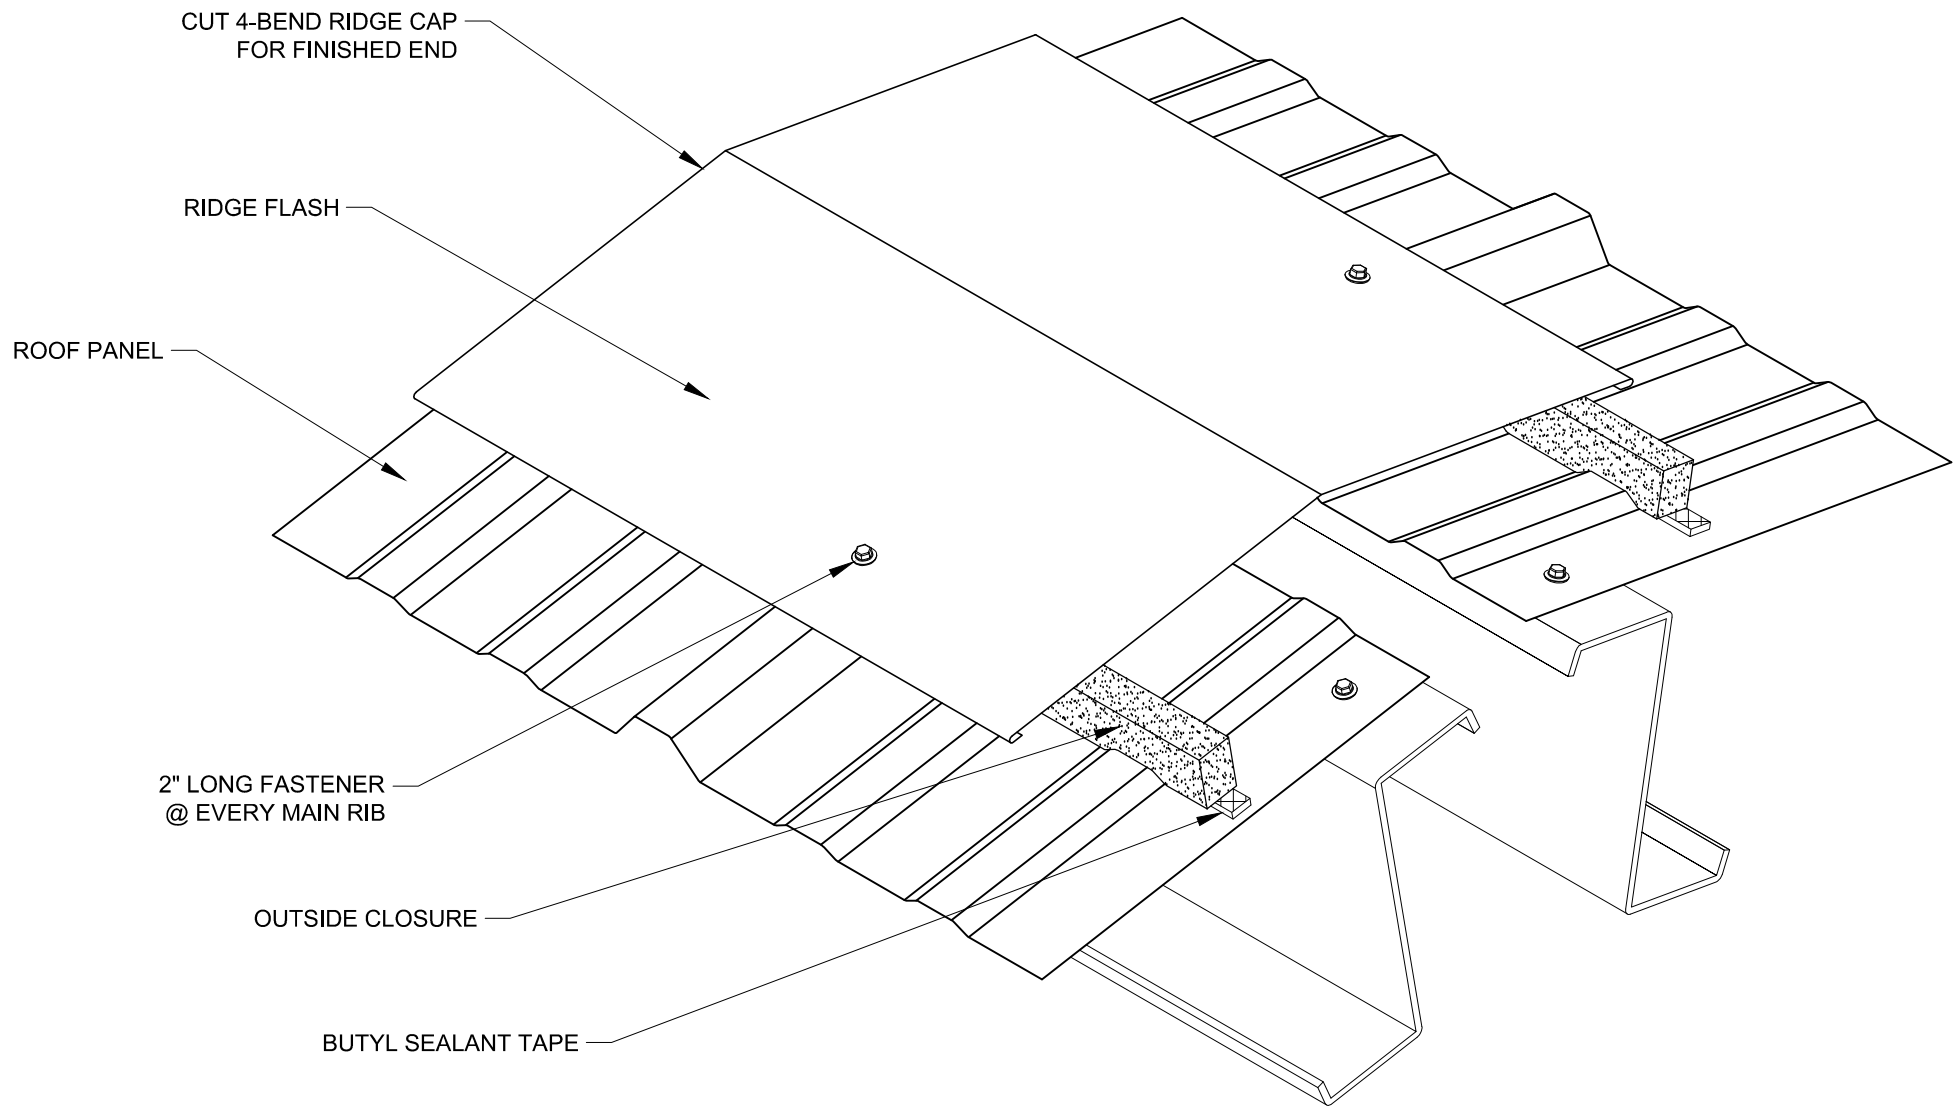 CUT 4-BEND RIDGE CAP
FOR FINISHED END
RIDGE FLASH
ROOF PANEL
2" LONG FASTENER
@ EVERY MAIN RIB
OUTSIDE CLOSURE
BUTYL SEALANT TAPE